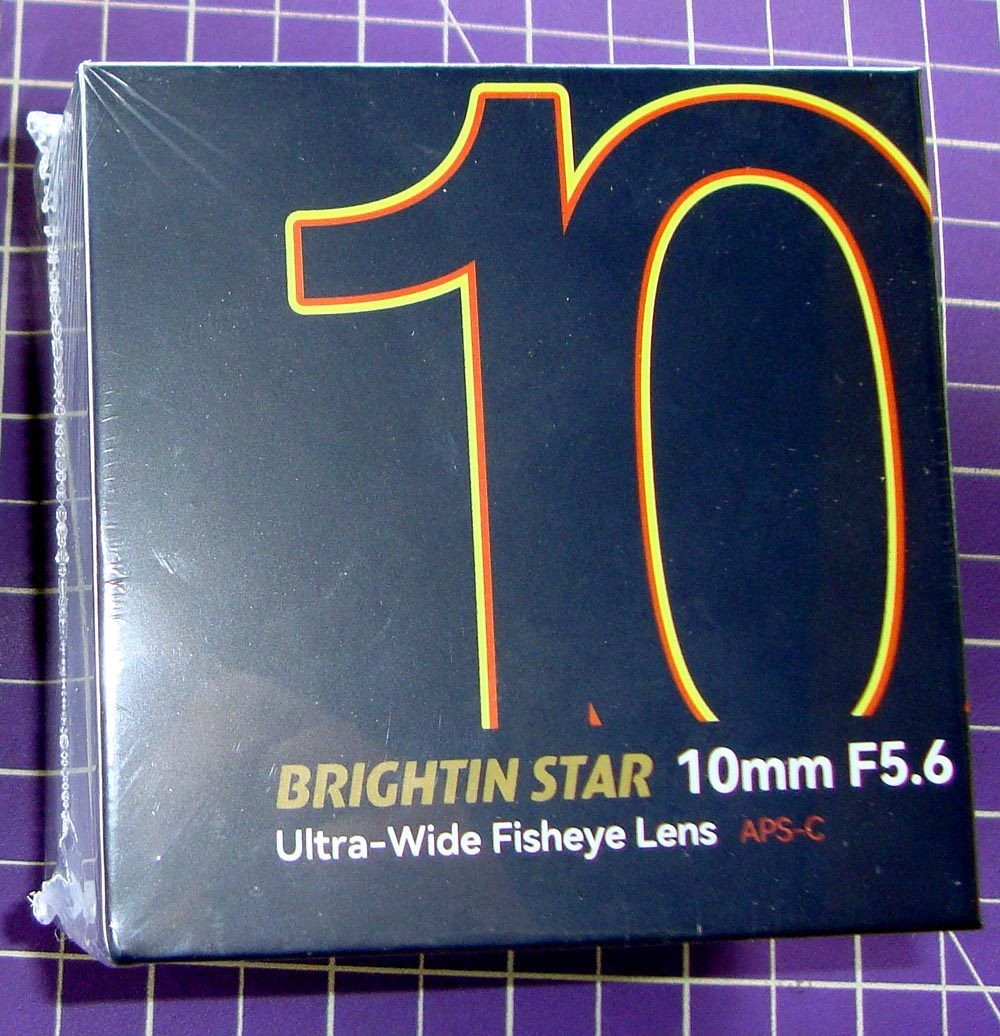 10
BRIGHTIN STAR 10mm F5.6
Ultra-Wide Fisheye Lens APS-C